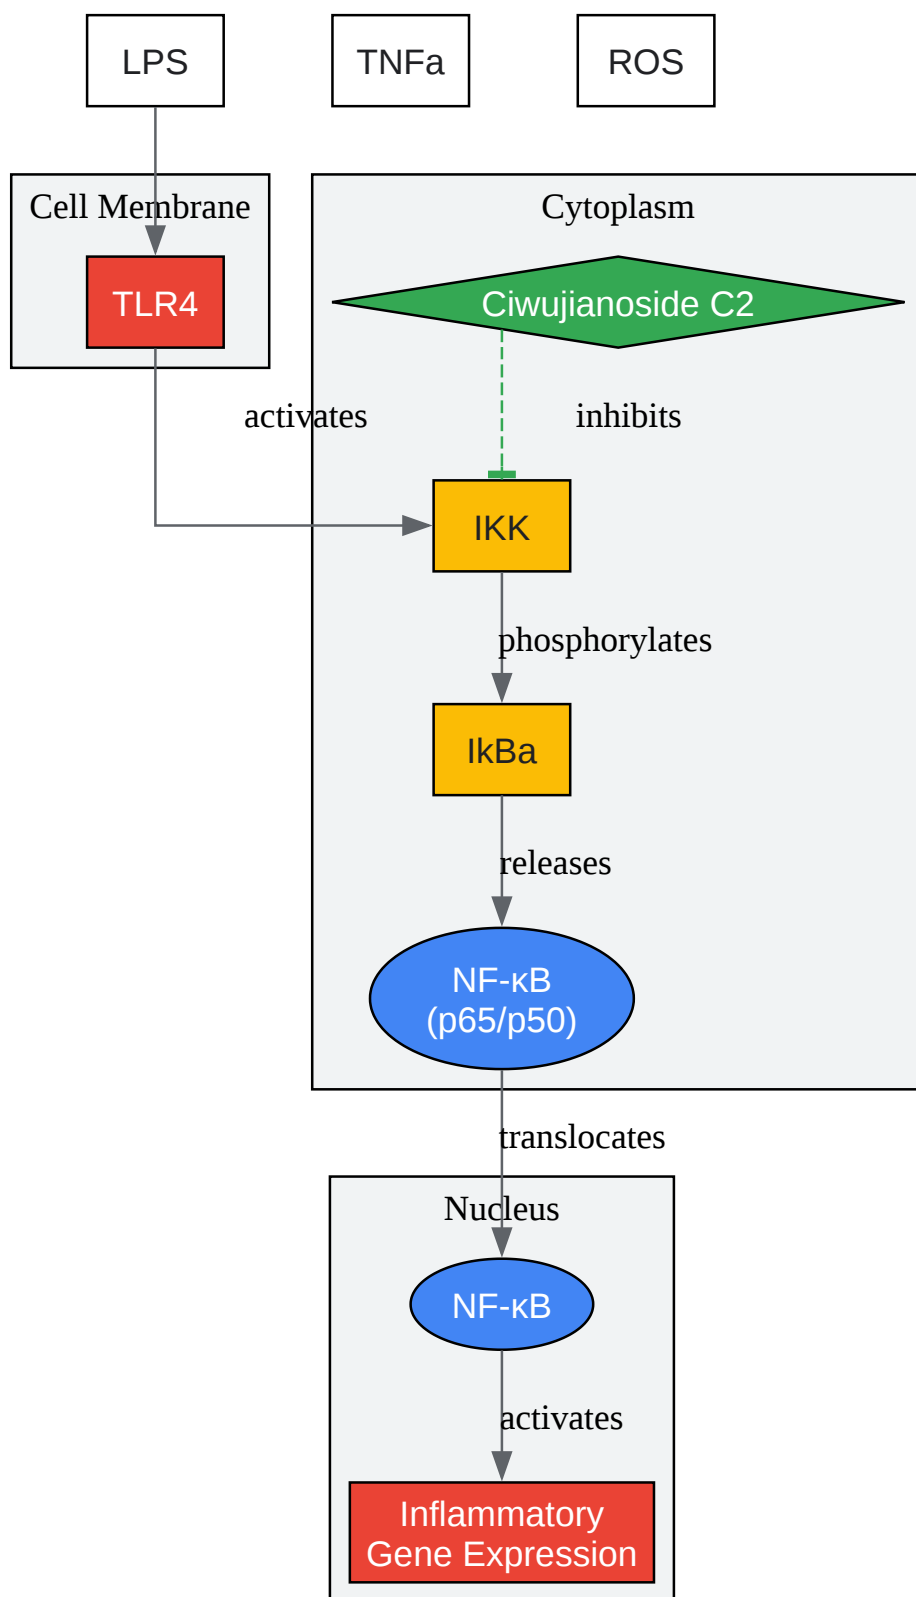 LPS
TNFa
ROS
Cell Membrane
Cytoplasm
TLR4
Ciwujianoside C2
activates
inhibits
IKK
phosphorylates
IkBa
releases
NF-κB
(p65/p50)
translocates
Nucleus
NF-κB
activates
Inflammatory
Gene Expression